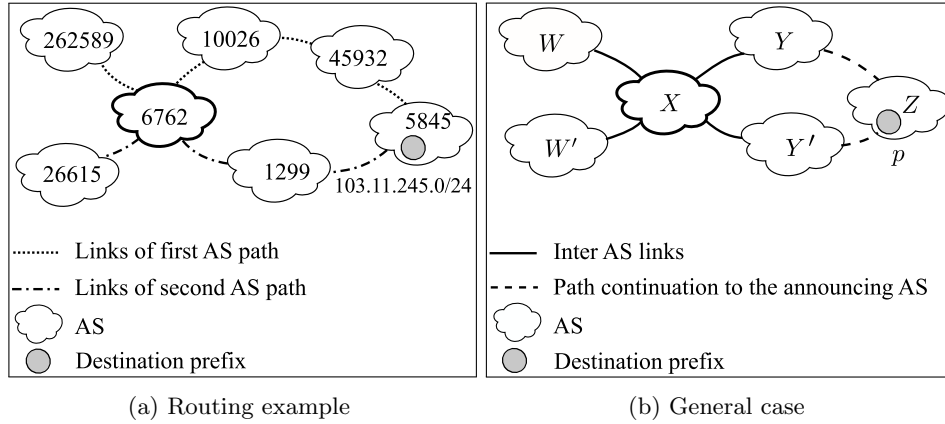 262589
10026
45932
6762
5845
26615
1299
103.11.245.0/24
Links of first AS path
Links of second AS path
AS
Destination prefix
(a) Routing example
W
Y
X
Z
W′
Y′
p
Inter AS links
Path continuation to the announcing AS
AS
Destination prefix
(b) General case